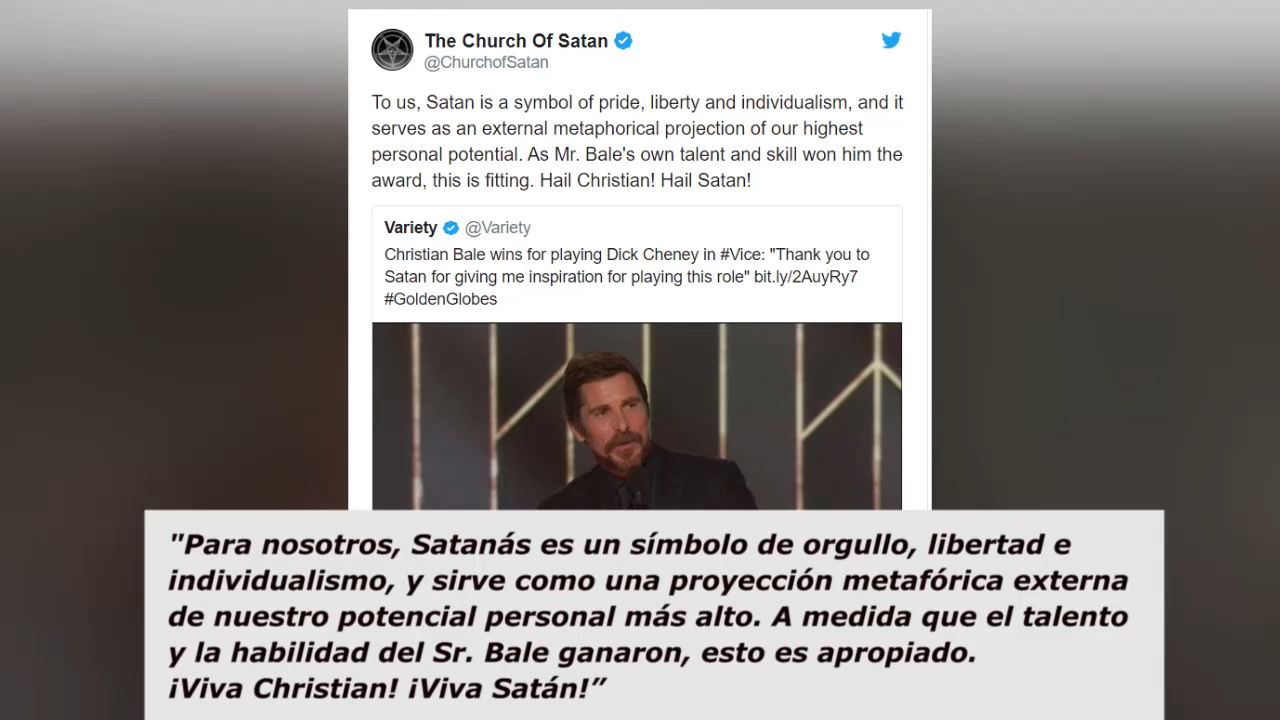 The Church Of Satan
@ChurchofSatan
To us, Satan is a symbol of pride, liberty and individualism, and it
serves as an external metaphorical projection of our highest
personal potential. As Mr. Bale's own talent and skill won him the
award, this is fitting. Hail Christian! Hail Satan!
Variety @Variety
Christian Bale wins for playing Dick Cheney in #Vice: "Thank you to
Satan for giving me inspiration for playing this role" bit.ly/2AuyRy7
#GoldenGlobes
"Para nosotros, Satanás es un símbolo de orgullo, libertad e
individualismo, y sirve como una proyección metafórica externa
de nuestro potencial personal más alto. A medida que el talento
y la habilidad del Sr. Bale ganaron, esto es apropiado.
¡Viva Christian! ¡Viva Satán!”